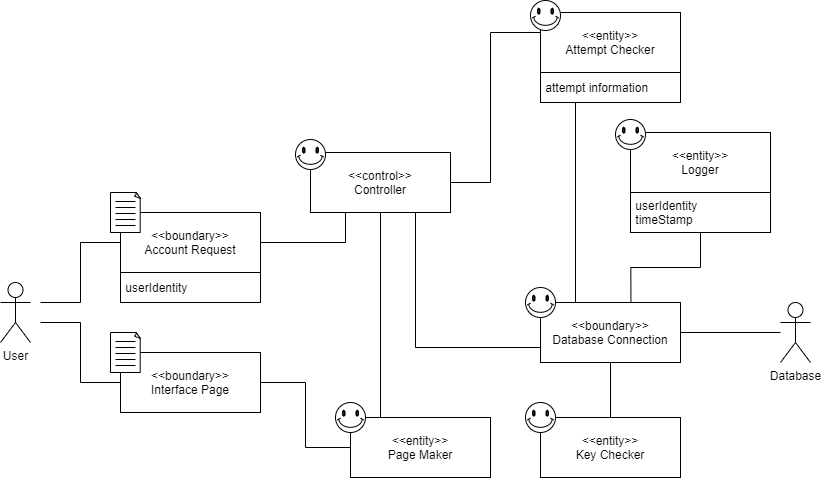 <<entity>>
Attempt Checker
attempt information
<<entity>>
Logger
userIdentity
timeStamp
<<control>>
Controller
<<boundary>>
Account Request
userIdentity
User
<<boundary>>
Database Connection
Database
<<boundary>>
Interface Page
<<entity>>
Page Maker
<<entity>>
Key Checker